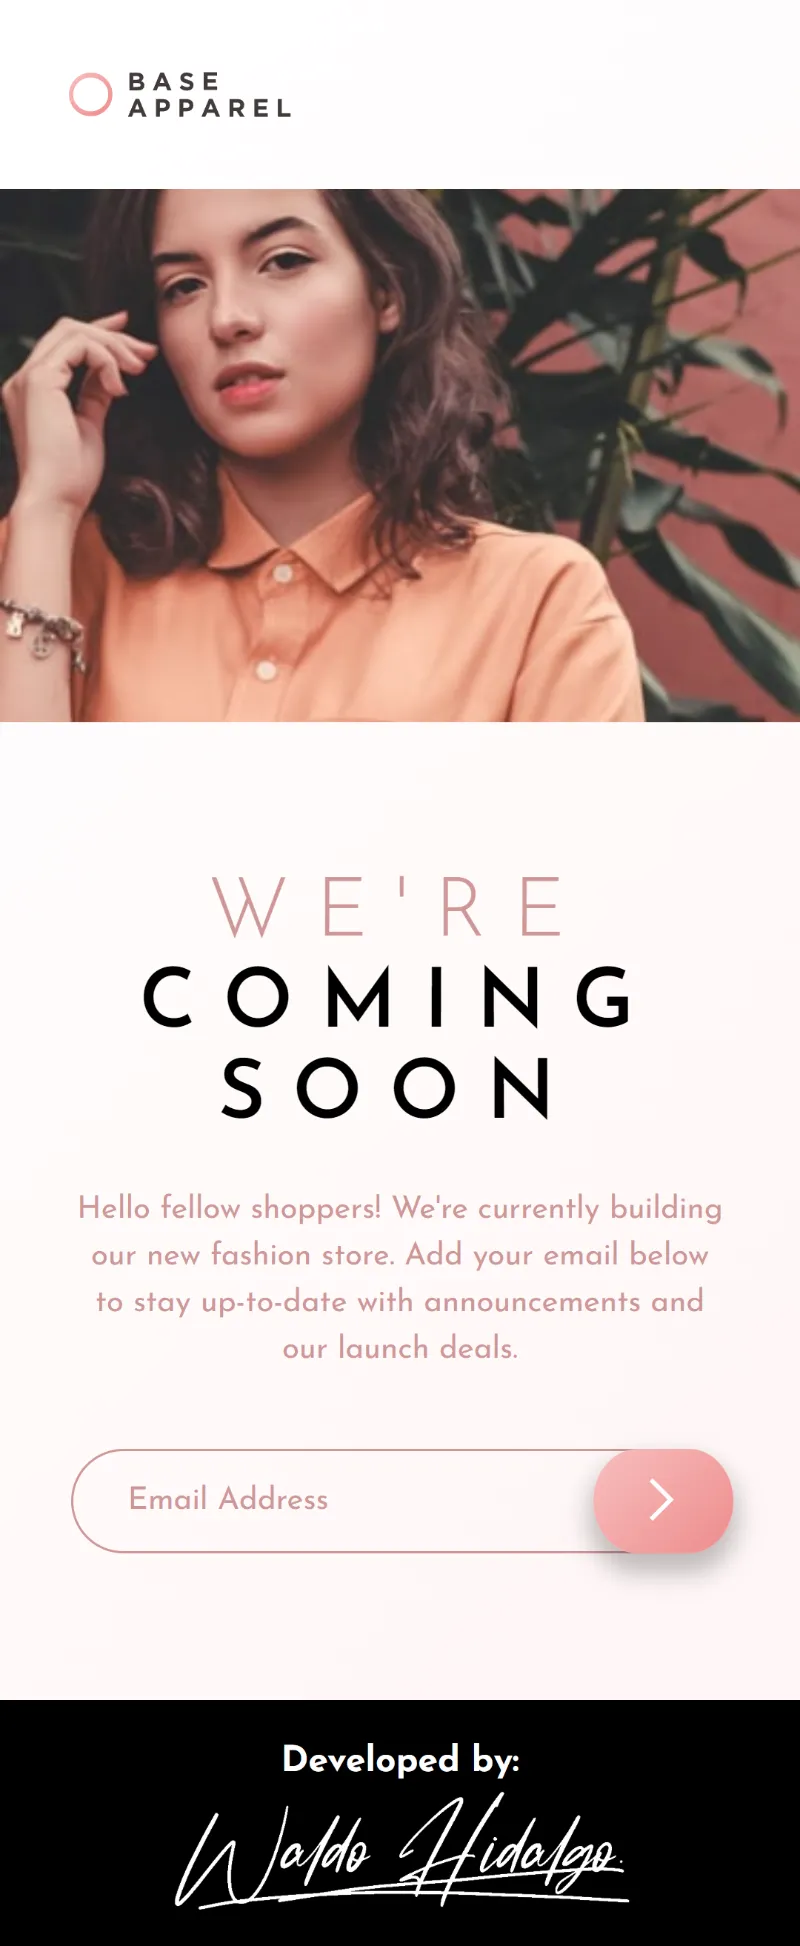 BASE
APPAREL
WE'RE
COMING
SOON
Hello fellow shoppers! We're currently building
our new fashion store. Add your email below
to stay up-to-date with announcements and
our launch deals.
Email Address
Developed by:
Waldo Hidalgo.